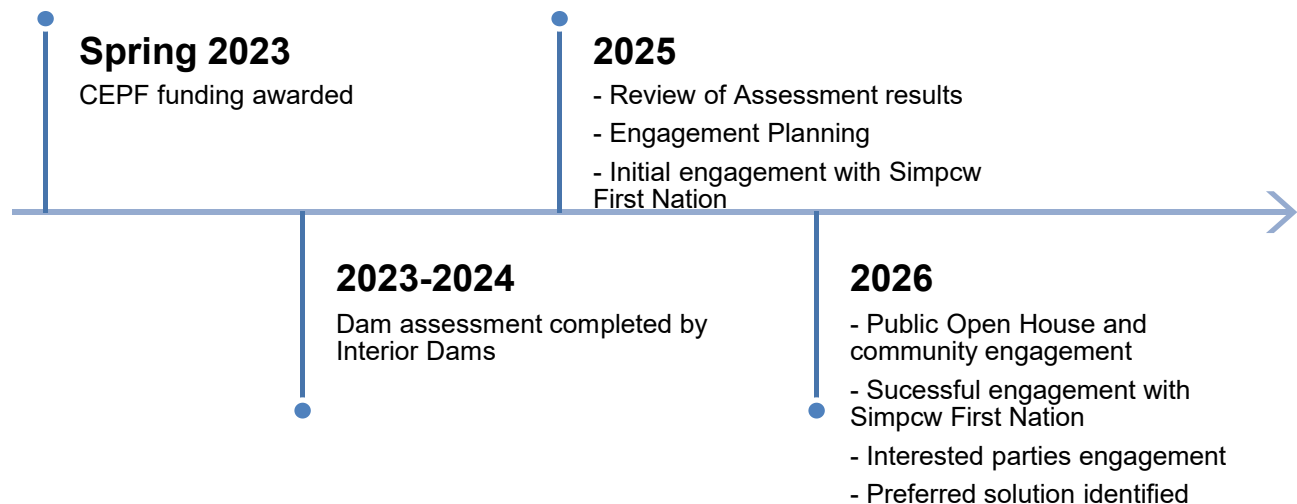 Spring 2023
CEPF funding awarded
2025
- Review of Assessment results
- Engagement Planning
- Initial engagement with Simpcw
First Nation
2023-2024
Dam assessment completed by
Interior Dams
2026
- Public Open House and
community engagement
- Sucessful engagement with
Simpcw First Nation
- Interested parties engagement
- Preferred solution identified